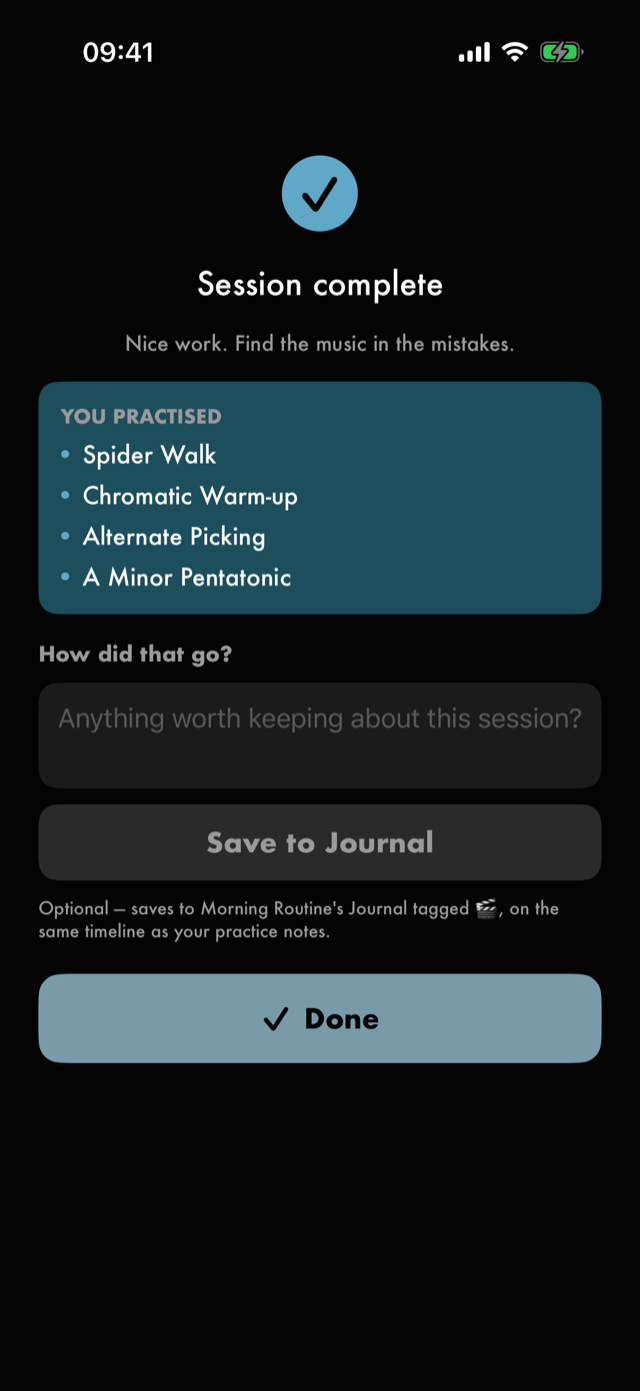 09:41
Session complete
Nice work. Find the music in the mistakes.
YOU PRACTISED
• Spider Walk
• Chromatic Warm-up
• Alternate Picking
• A Minor Pentatonic
How did that go?
Anything worth keeping about this session?
Save to Journal
Optional — saves to Morning Routine's Journal tagged 🎬, on the
same timeline as your practice notes.
✓ Done